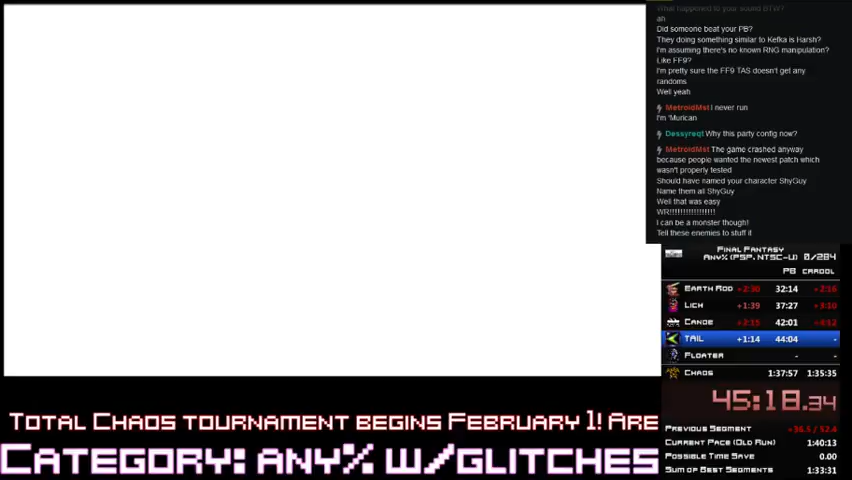 What happened to your sound BTW?
ah
Did someone beat your PB?
They doing something similar to Kefka is Harsh?
I'm assuming there's no known RNG manipulation?
Like FF9?
I'm pretty sure the FF9 TAS doesn't get any
randoms
Well yeah
MetroidMst I never run
I'm 'Murican
Dessyreqt Why this party config now?
MetroidMst The game crashed anyway
because people wanted the newest patch which
wasn't properly tested
Should have named your character ShyGuy
Name them all ShyGuy
Well that was easy
WR!!!!!!!!!!!!!!!!!
I can be a monster though!
Tell these enemies to stuff it
Final Fantasy
Any% (PSP, NTSC-U) 0/284
PB CARDOL
Earth Rod +2:30 32:14 +2:16
Lich +1:39 37:27 +3:10
Canoe +2:15 42:01 +4:12
TAIL +1:14 44:04 -
Floater - -
Chaos 1:37:57 1:35:35
45:18.34
Previous Segment +36.5 / 52.4
Current Pace (Old Run) 1:40:13
Possible Time Save 0.00
Sum of Best Segments 1:33:31
Total Chaos tournament begins February 1! Are
Category: any% w/glitches